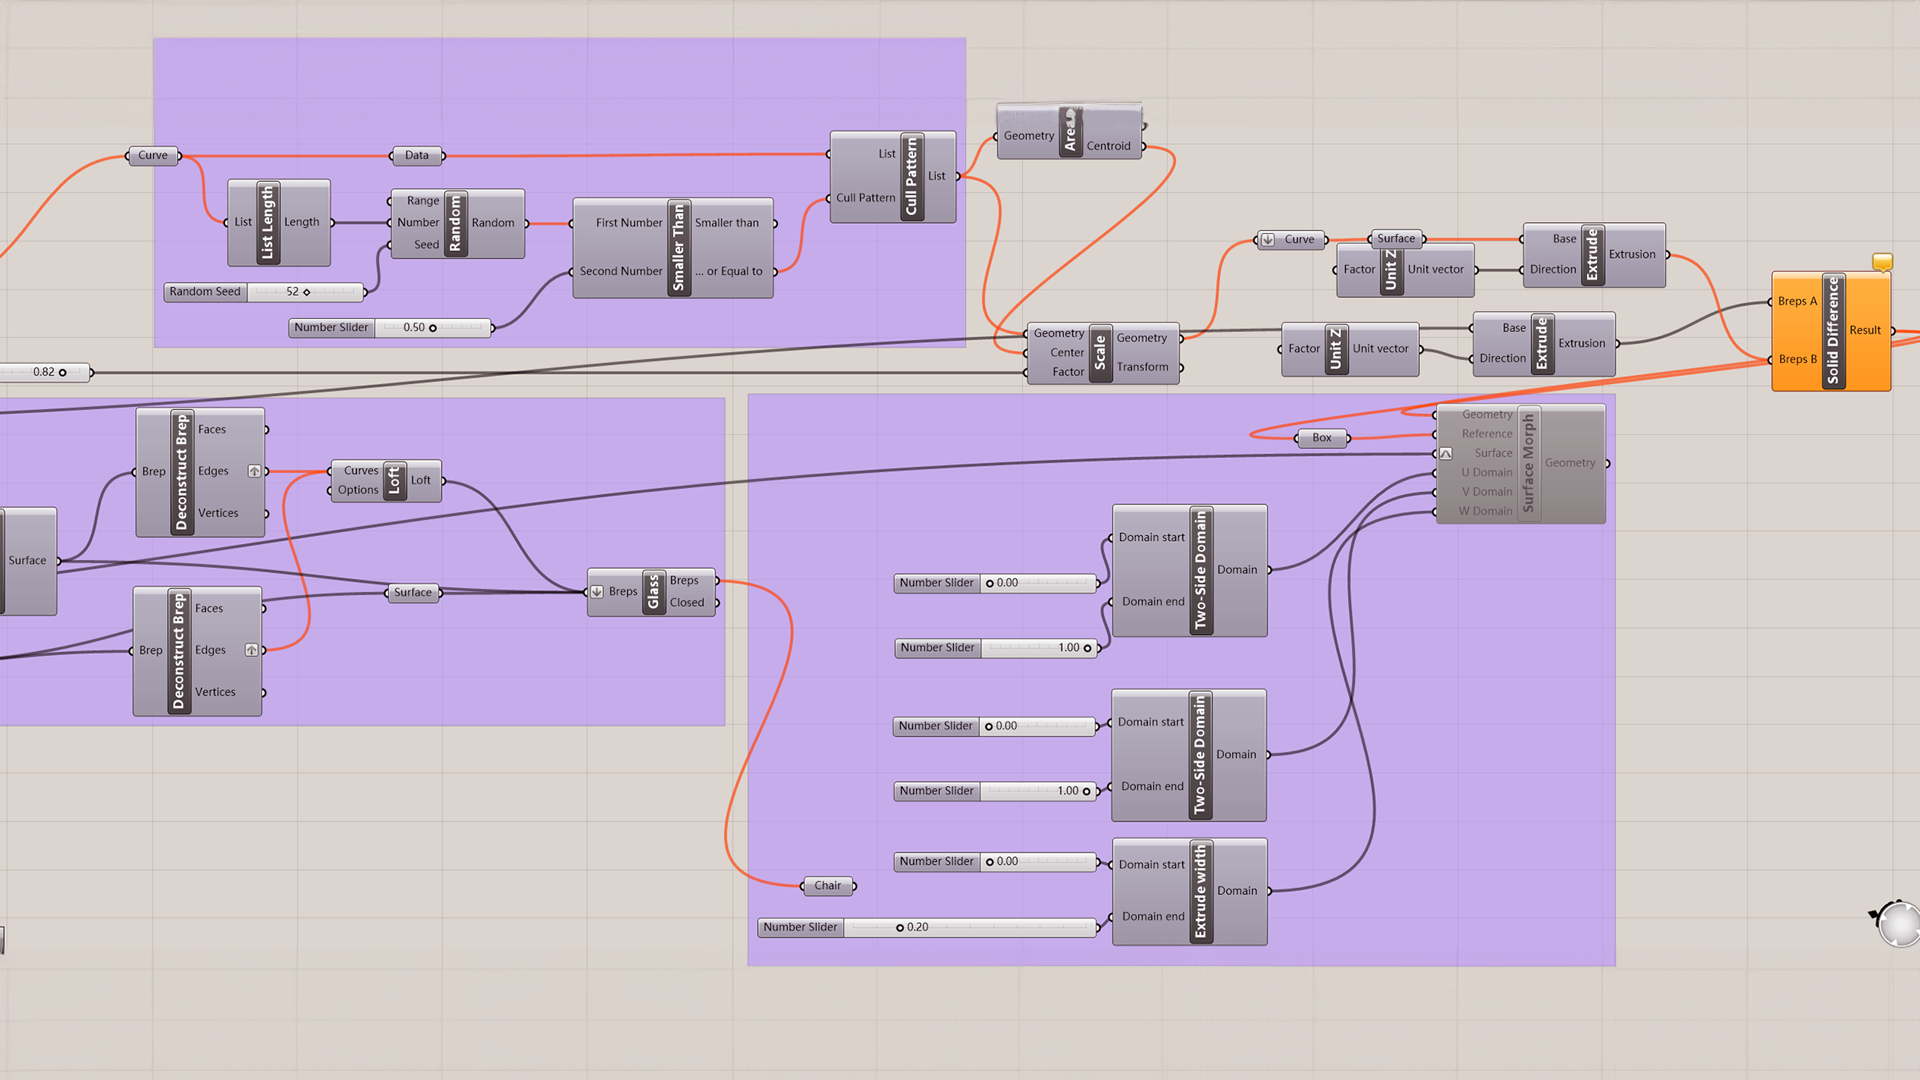 Curve
Data
List Length
List
Length
Range
Number
Seed
Random
Random
Random Seed
52
First Number
Second Number
Smaller Than
Smaller than
... or Equal to
Number Slider
0.50
List
Cull Pattern
Cull Pattern
List
Geometry
Area
Centroid
0.82
Geometry
Center
Factor
Scale
Geometry
Transform
Curve
Surface
Factor
Unit Z
Unit vector
Base
Direction
Extrude
Extrusion
Factor
Unit Z
Unit vector
Base
Direction
Extrude
Extrusion
Breps A
Breps B
Solid Difference
Result
Surface
Brep
Deconstruct Brep
Faces
Edges
Vertices
Curves
Options
Loft
Loft
Brep
Deconstruct Brep
Faces
Edges
Vertices
Surface
Breps
Glass
Breps
Closed
Box
Geometry
Reference
Surface
U Domain
V Domain
W Domain
Surface Morph
Geometry
Number Slider
0.00
Number Slider
1.00
Domain start
Domain end
Two-Side Domain
Domain
Number Slider
0.00
Number Slider
1.00
Domain start
Domain end
Two-Side Domain
Domain
Chair
Number Slider
0.00
Number Slider
0.20
Domain start
Domain end
Extrude width
Domain